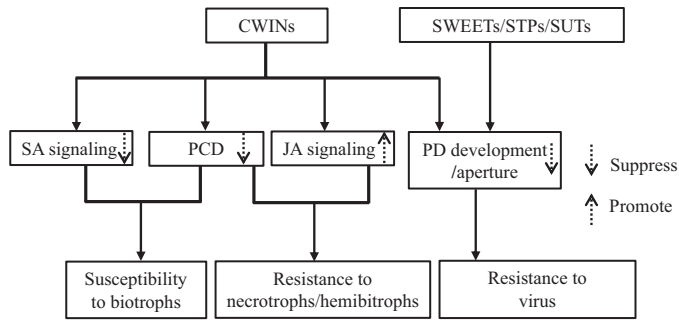 CWINs
SWEETs/STPs/SUTs
SA signaling
PCD
JA signaling
PD development
/aperture
Suppress
Promote
Susceptibility
to biotrophs
Resistance to
necrotrophs/hemibitrophs
Resistance to
virus